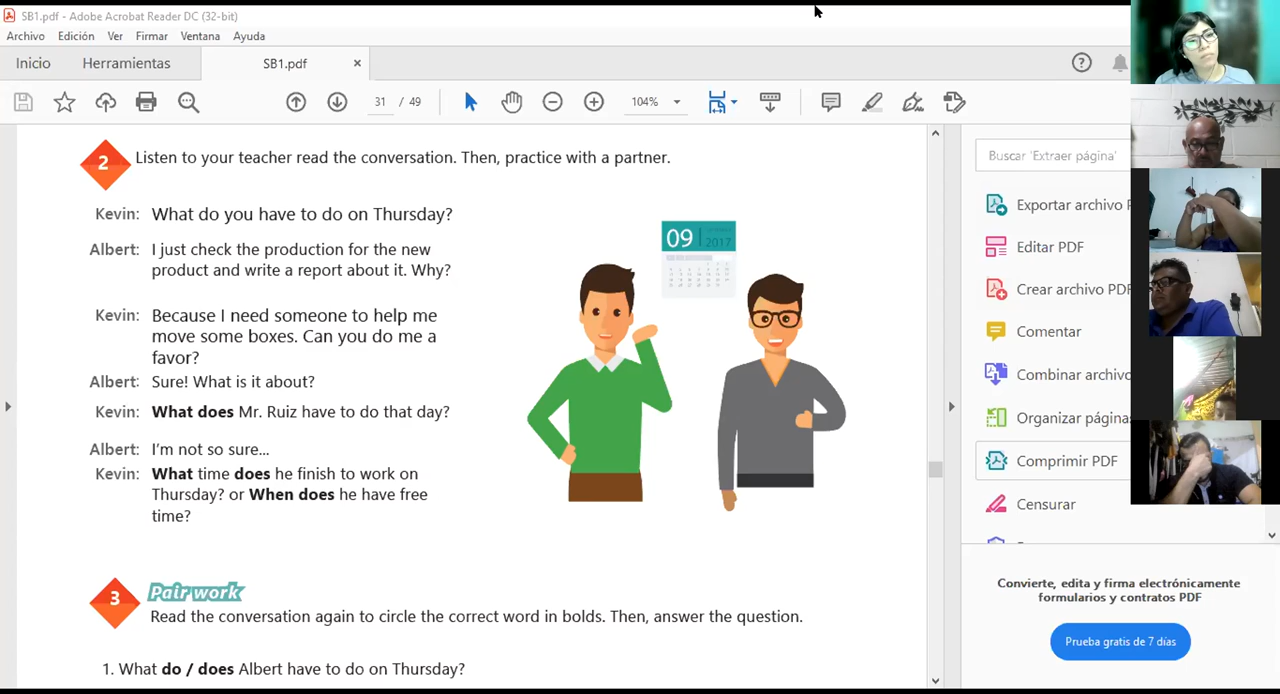 SB1.pdf - Adobe Acrobat Reader DC (32-bit)
Archivo Edición Ver Firmar Ventana Ayuda
Inicio Herramientas SB1.pdf ×
31 / 49 104%
2 Listen to your teacher read the conversation. Then, practice with a partner.
Kevin: What do you have to do on Thursday?
Albert: I just check the production for the new
product and write a report about it. Why?
Kevin: Because I need someone to help me
move some boxes. Can you do me a
favor?
Albert: Sure! What is it about?
Kevin: What does Mr. Ruiz have to do that day?
Albert: I'm not so sure...
Kevin: What time does he finish to work on
Thursday? or When does he have free
time?
09 2017
3 Pair work
Read the conversation again to circle the correct word in bolds. Then, answer the question.
1. What do / does Albert have to do on Thursday?
Buscar 'Extraer página'
Exportar archivo
Editar PDF
Crear archivo PDF
Comentar
Combinar archivo
Organizar página
Comprimir PDF
Censurar
Convierte, edita y firma electrónicamente
formularios y contratos PDF
Prueba gratis de 7 días